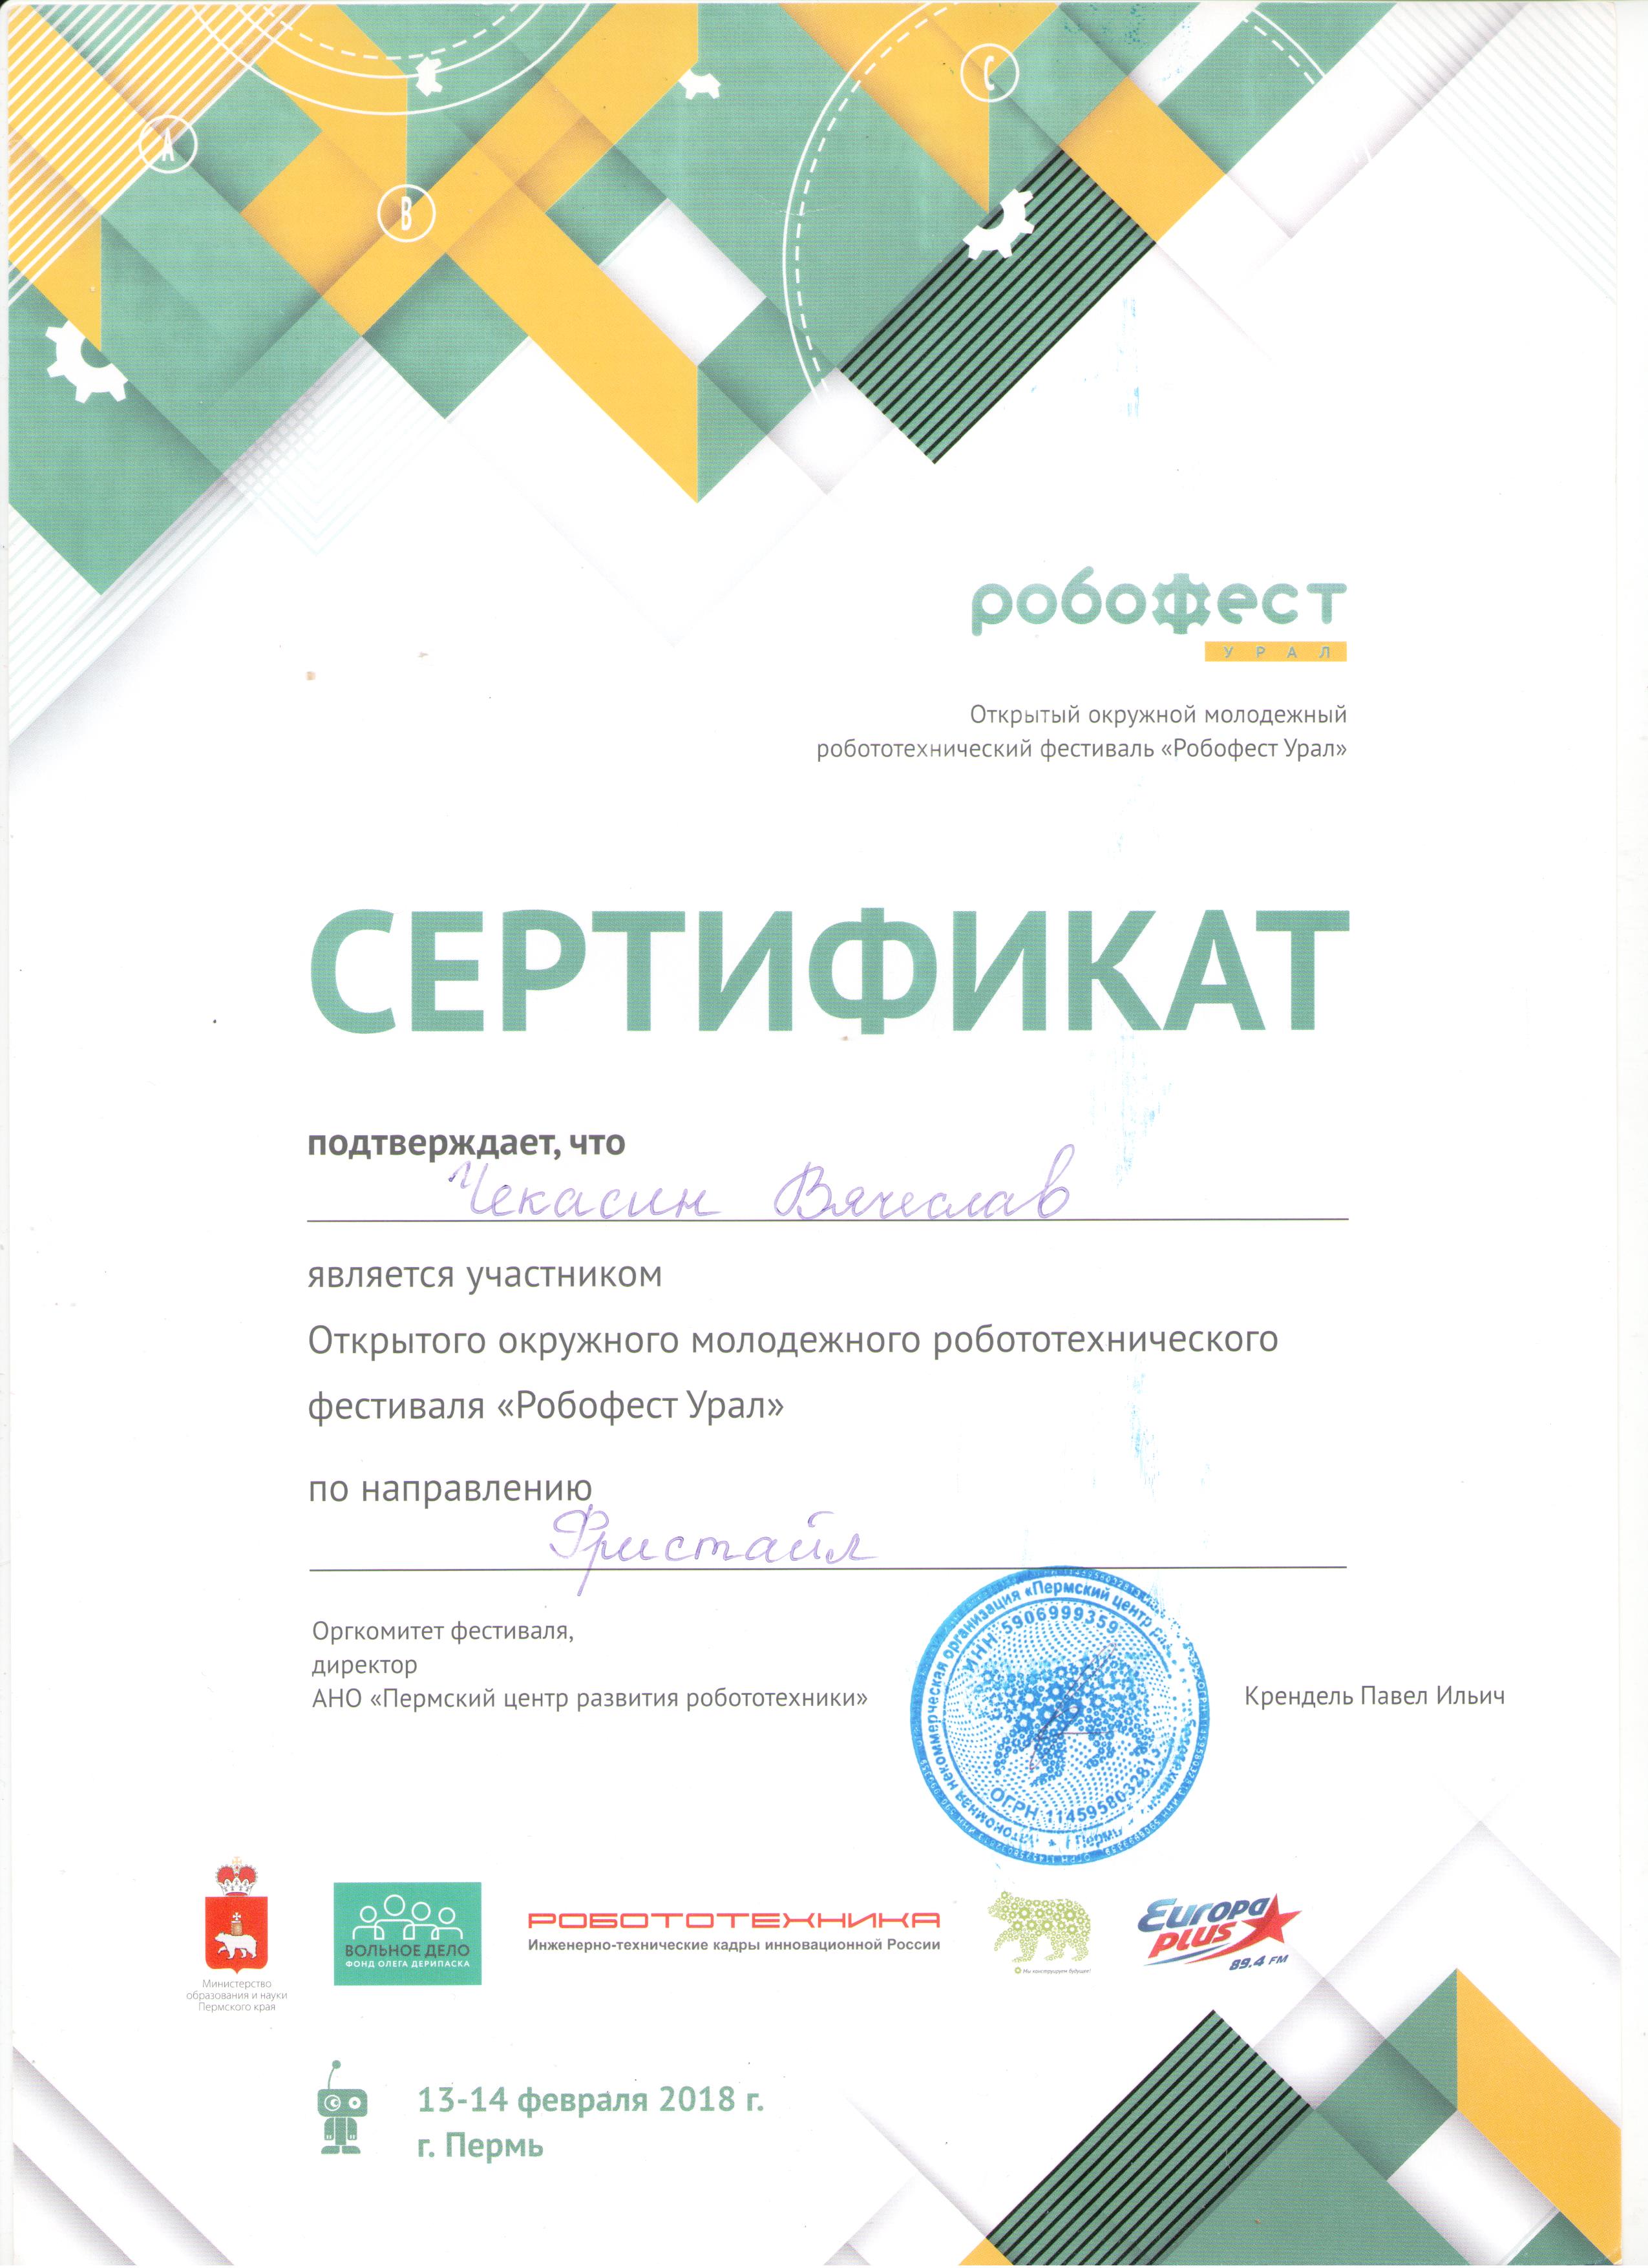 A
B
C
робофест
УРАЛ
Открытый окружной молодежный
робототехнический фестиваль «Робофест Урал»
СЕРТИФИКАТ
подтверждает, что
Чекасин Вячеслав
является участником
Открытого окружного молодежного робототехнического
фестиваля «Робофест Урал»
по направлению
Фристайл
Оргкомитет фестиваля,
директор
АНО «Пермский центр развития робототехники»
некоммерческая организация «Пермский центр
ИНН 5906999359
ОГРН 1145958032813
Крендель Павел Ильич
Министерство
образования и науки
Пермского края
ВОЛЬНОЕ ДЕЛО
ФОНД ОЛЕГА ДЕРИПАСКА
РОБОТОТЕХНИКА
Инженерно-технические кадры инновационной России
Мы конструируем будущее!
Europa
PLUS
89.4 FM
13-14 февраля 2018 г.
г. Пермь